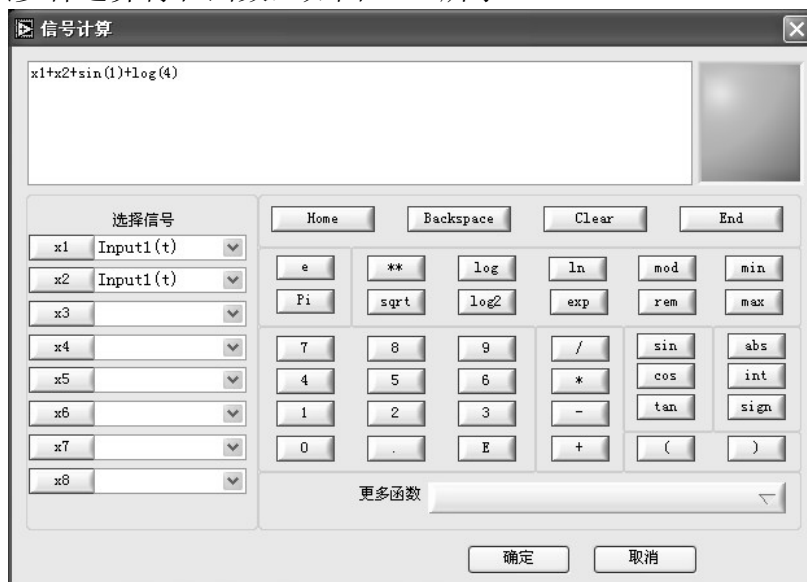 信号计算
x1+x2+sin(1)+log(4)
选择信号
Home Backspace Clear End
x1 Input1(t)
x2 Input1(t)
x3
x4
x5
x6
x7
x8
e ** log ln mod min
Pi sqrt log2 exp rem max
7 8 9 / sin abs
4 5 6 * cos int
1 2 3 - tan sign
0 . E + ( )
更多函数
确定 取消